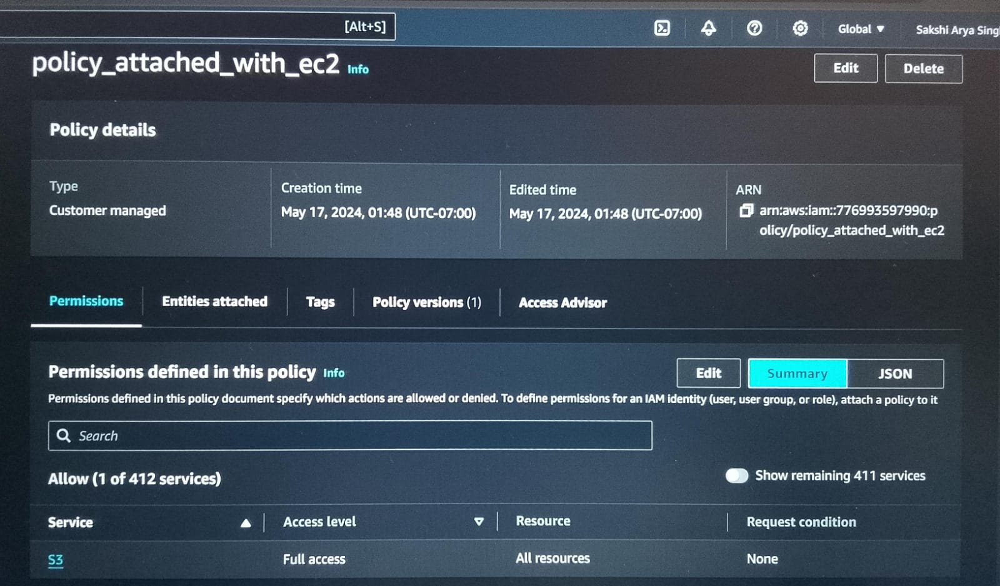 [Alt+S]
Global
Sakshi Arya Sing
policy_attached_with_ec2 Info
Edit
Delete
Policy details
Type
Customer managed
Creation time
May 17, 2024, 01:48 (UTC-07:00)
Edited time
May 17, 2024, 01:48 (UTC-07:00)
ARN
arn:aws:iam::776993597990:p
olicy/policy_attached_with_ec2
Permissions
Entities attached
Tags
Policy versions (1)
Access Advisor
Permissions defined in this policy Info
Edit
Summary
JSON
Permissions defined in this policy document specify which actions are allowed or denied. To define permissions for an IAM identity (user, user group, or role), attach a policy to it
Search
Allow (1 of 412 services)
Show remaining 411 services
Service
Access level
Resource
Request condition
S3
Full access
All resources
None